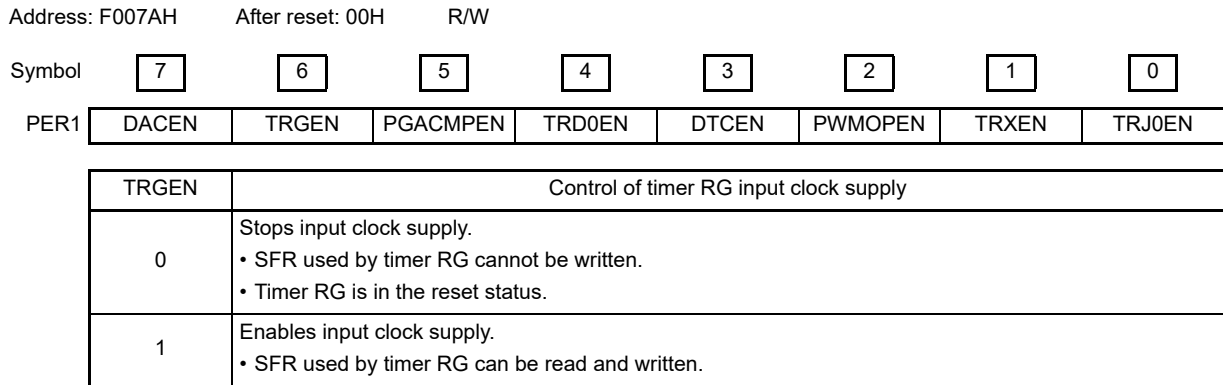 Address: F007AH After reset: 00H R/W
Symbol 7 6 5 4 3 2 1 0
PER1 DACEN TRGEN PGACMPEN TRD0EN DTCEN PWMOPEN TRXEN TRJ0EN
TRGEN Control of timer RG input clock supply
0 Stops input clock supply.
• SFR used by timer RG cannot be written.
• Timer RG is in the reset status.
1 Enables input clock supply.
• SFR used by timer RG can be read and written.